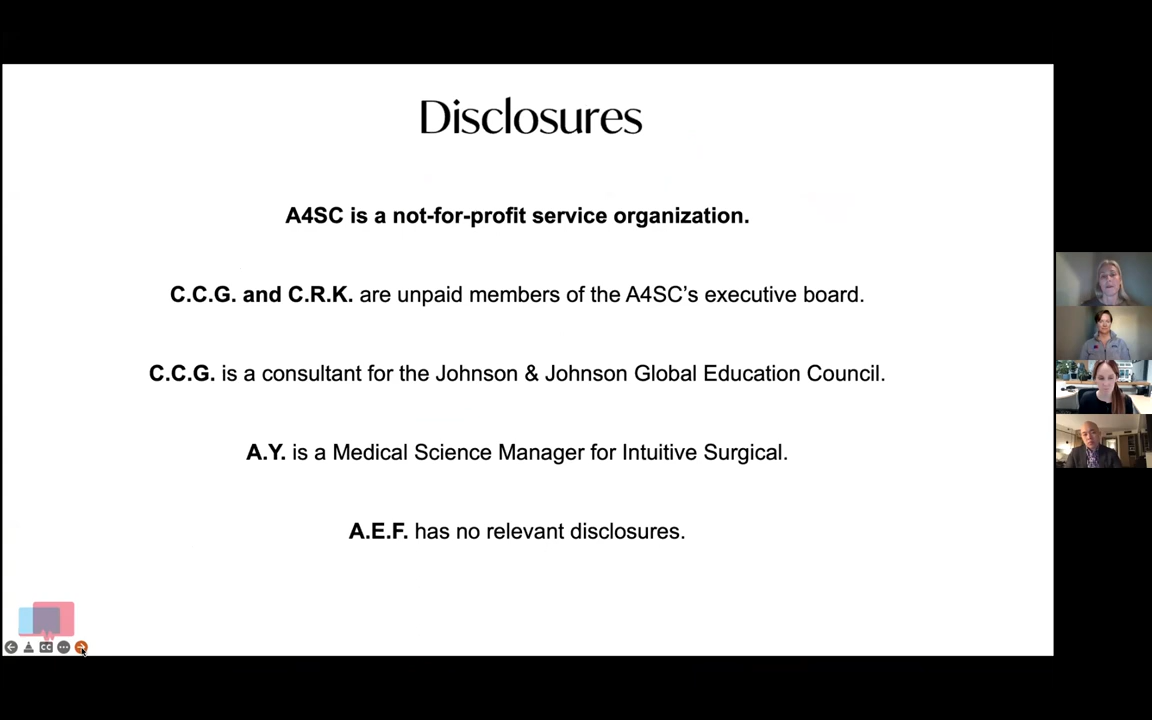 Disclosures
A4SC is a not-for-profit service organization.
C.C.G. and C.R.K. are unpaid members of the A4SC’s executive board.
C.C.G. is a consultant for the Johnson & Johnson Global Education Council.
A.Y. is a Medical Science Manager for Intuitive Surgical.
A.E.F. has no relevant disclosures.
CC